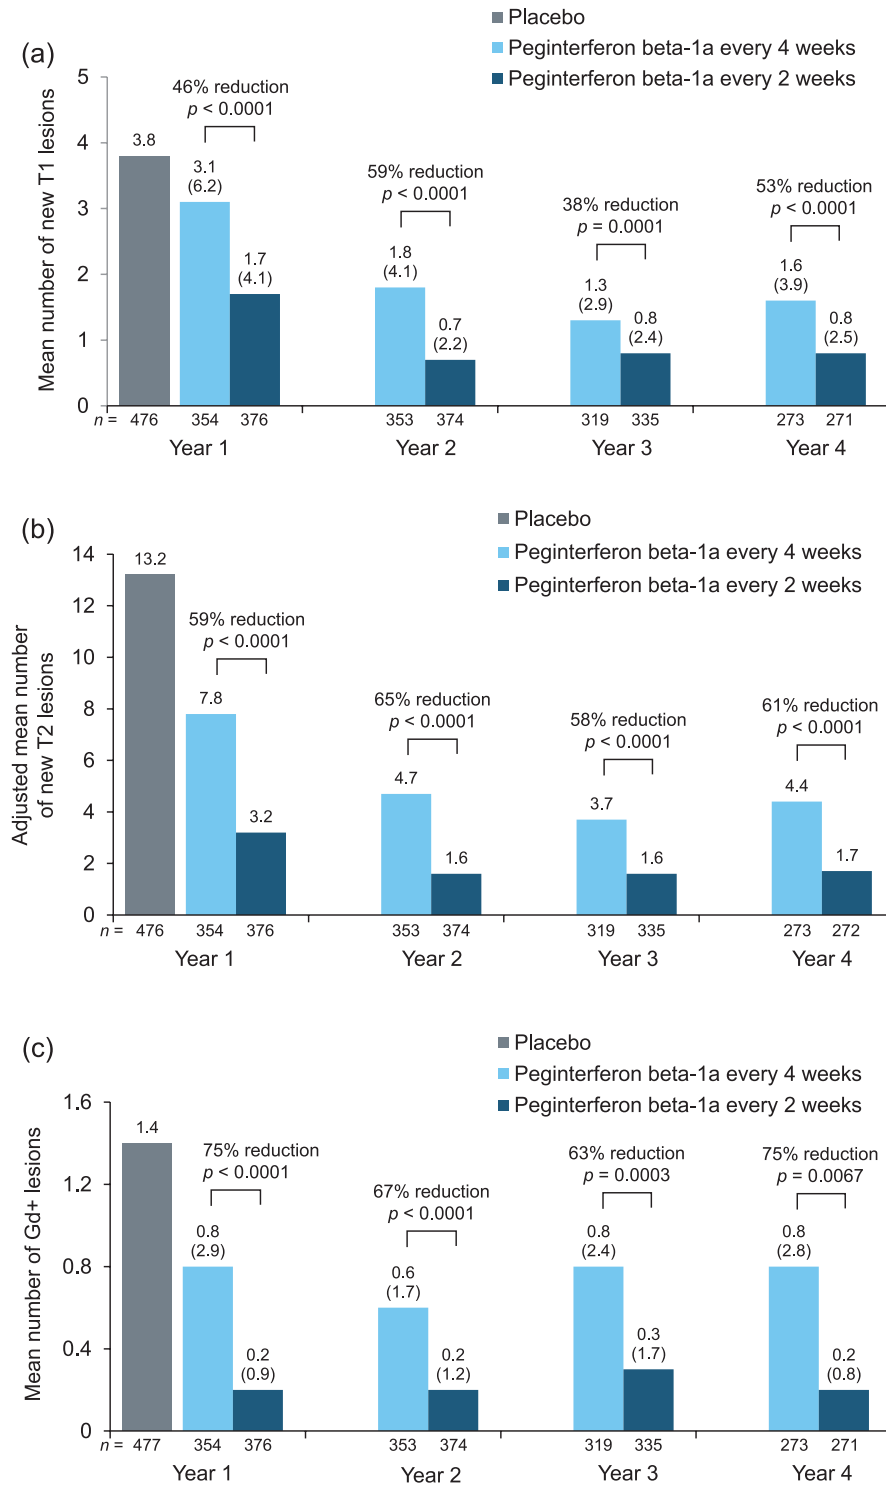 Placebo
Peginterferon beta-1a every 4 weeks
Peginterferon beta-1a every 2 weeks
(a)
Mean number of new T1 lesions
5
4
3
2
1
0
3.8
46% reduction
p < 0.0001
3.1
(6.2)
1.7
(4.1)
59% reduction
p < 0.0001
1.8
(4.1)
0.7
(2.2)
38% reduction
p = 0.0001
1.3
(2.9)
0.8
(2.4)
53% reduction
p < 0.0001
1.6
(3.9)
0.8
(2.5)
n = 476 354 376 353 374 319 335 273 271
Year 1 Year 2 Year 3 Year 4
(b)
Placebo
Peginterferon beta-1a every 4 weeks
Peginterferon beta-1a every 2 weeks
Adjusted mean number
of new T2 lesions
14
12
10
8
6
4
2
0
13.2
59% reduction
p < 0.0001
7.8
3.2
65% reduction
p < 0.0001
4.7
1.6
58% reduction
p < 0.0001
3.7
1.6
61% reduction
p < 0.0001
4.4
1.7
n = 476 354 376 353 374 319 335 273 272
Year 1 Year 2 Year 3 Year 4
(c)
Placebo
Peginterferon beta-1a every 4 weeks
Peginterferon beta-1a every 2 weeks
Mean number of Gd+ lesions
1.6
1.2
0.8
0.4
0
1.4
75% reduction
p < 0.0001
0.8
(2.9)
0.2
(0.9)
67% reduction
p < 0.0001
0.6
(1.7)
0.2
(1.2)
63% reduction
p = 0.0003
0.8
(2.4)
0.3
(1.7)
75% reduction
p = 0.0067
0.8
(2.8)
0.2
(0.8)
n = 477 354 376 353 374 319 335 273 271
Year 1 Year 2 Year 3 Year 4